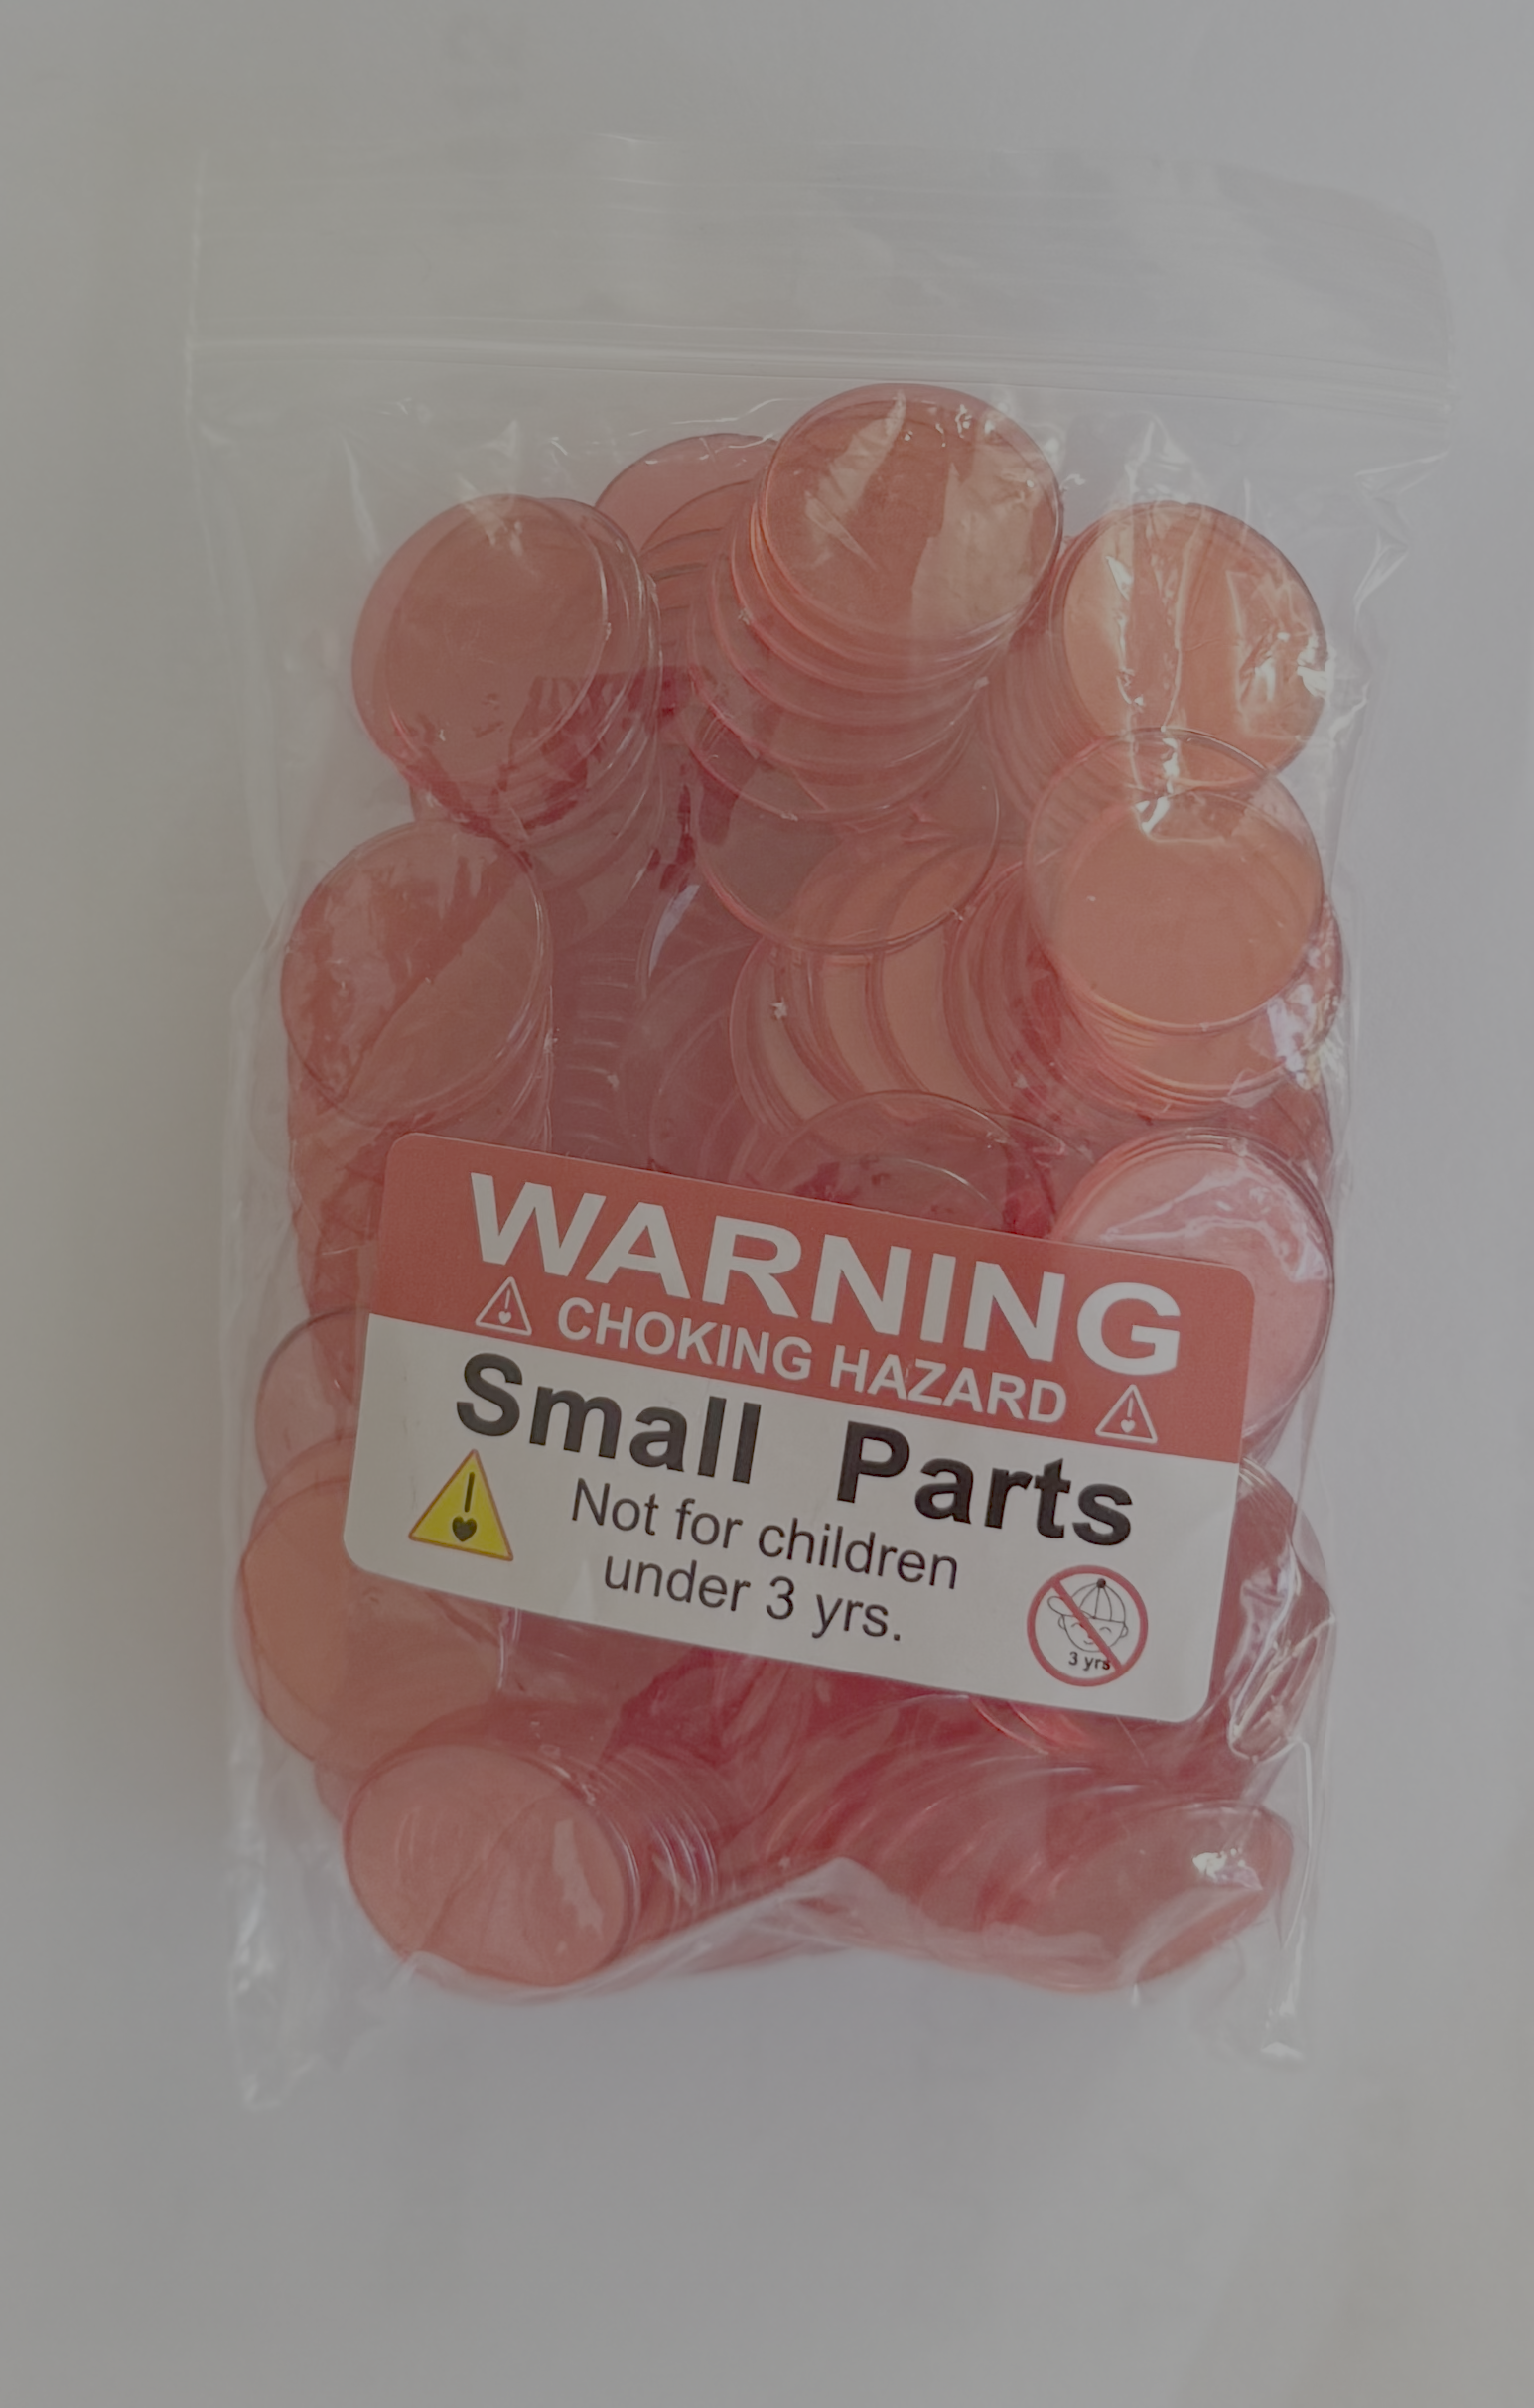 WARNING
CHOKING HAZARD
Small Parts
Not for children
under 3 yrs.
3 yrs